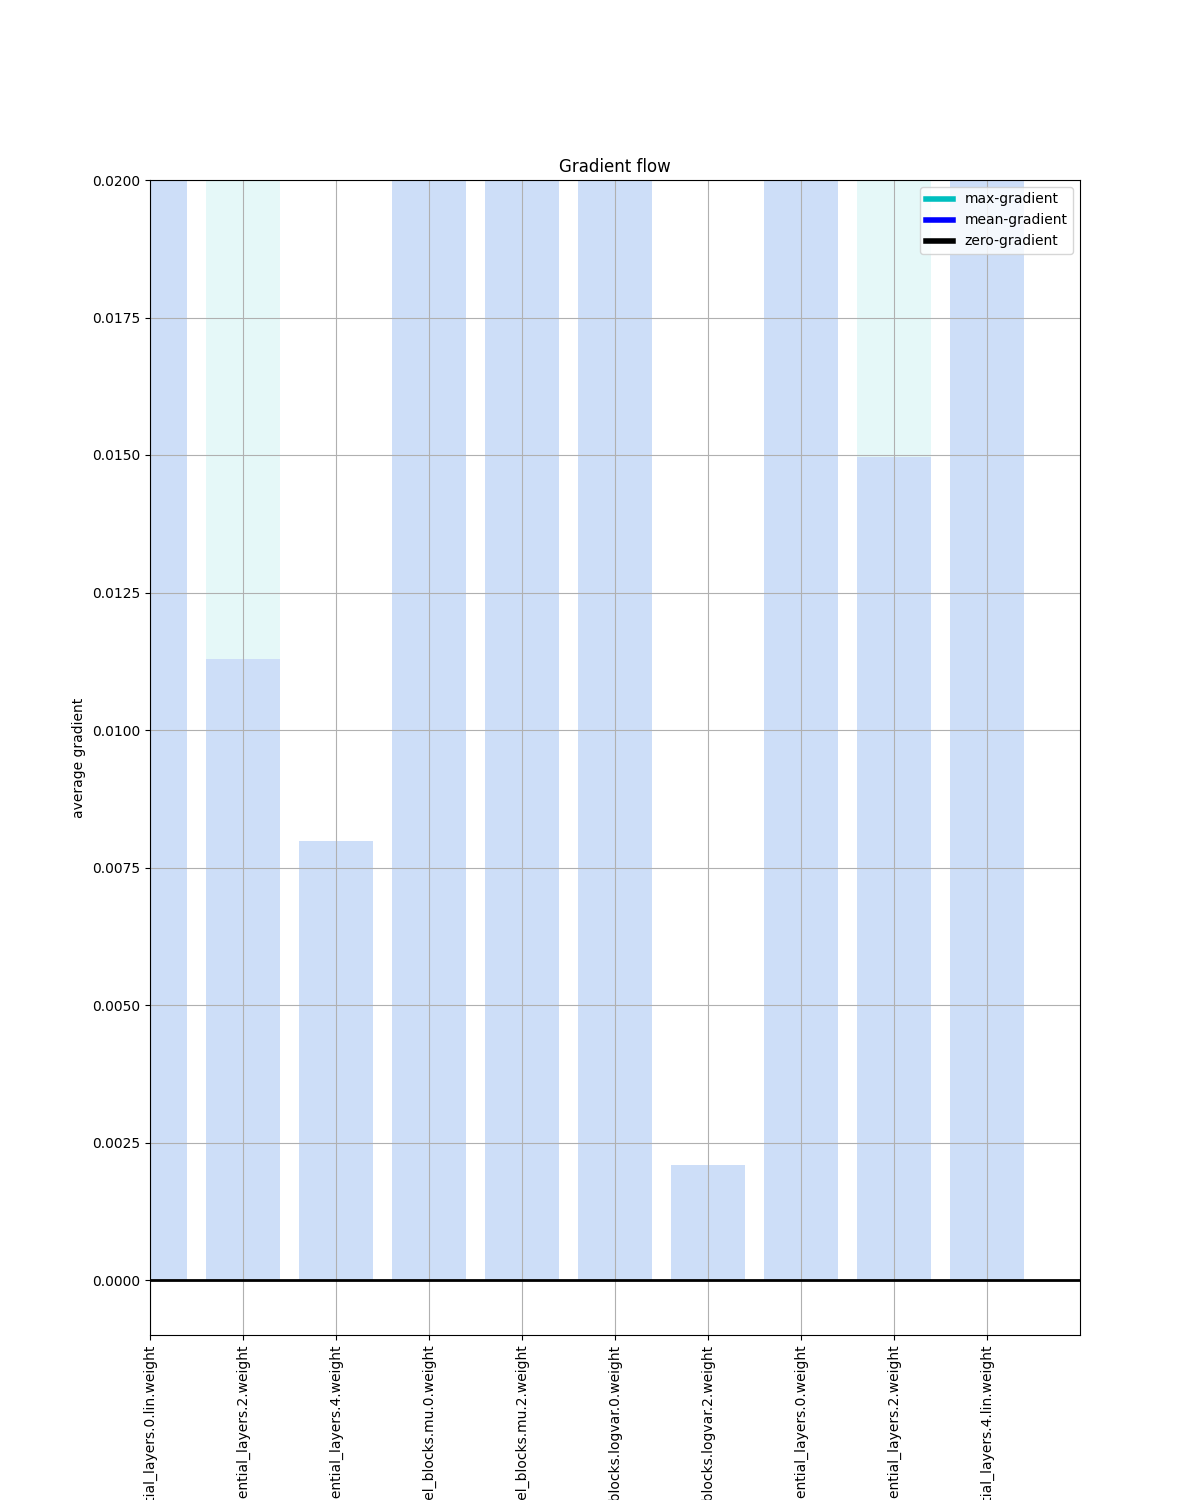 Gradient flow
max-gradient
mean-gradient
zero-gradient
0.0200
0.0175
0.0150
0.0125
0.0100
0.0075
0.0050
0.0025
0.0000
average gradient
tial_layers.0.lin.weight
ential_layers.2.weight
ential_layers.4.weight
el_blocks.mu.0.weight
el_blocks.mu.2.weight
blocks.logvar.0.weight
blocks.logvar.2.weight
ential_layers.0.weight
ential_layers.2.weight
tial_layers.4.lin.weight